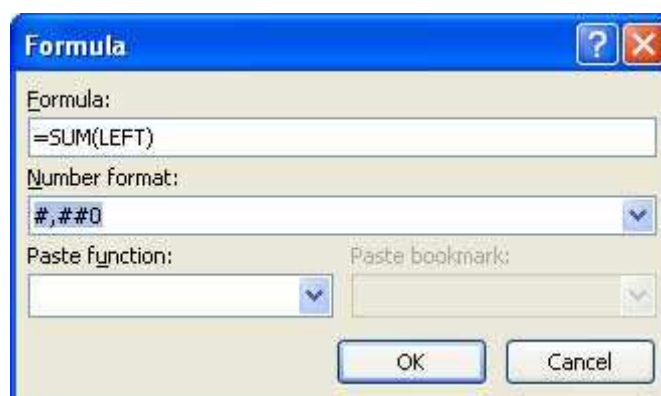 Formula
Formula:
=SUM(LEFT)
Number format:
#,##0
Paste function: Paste bookmark:
OK Cancel